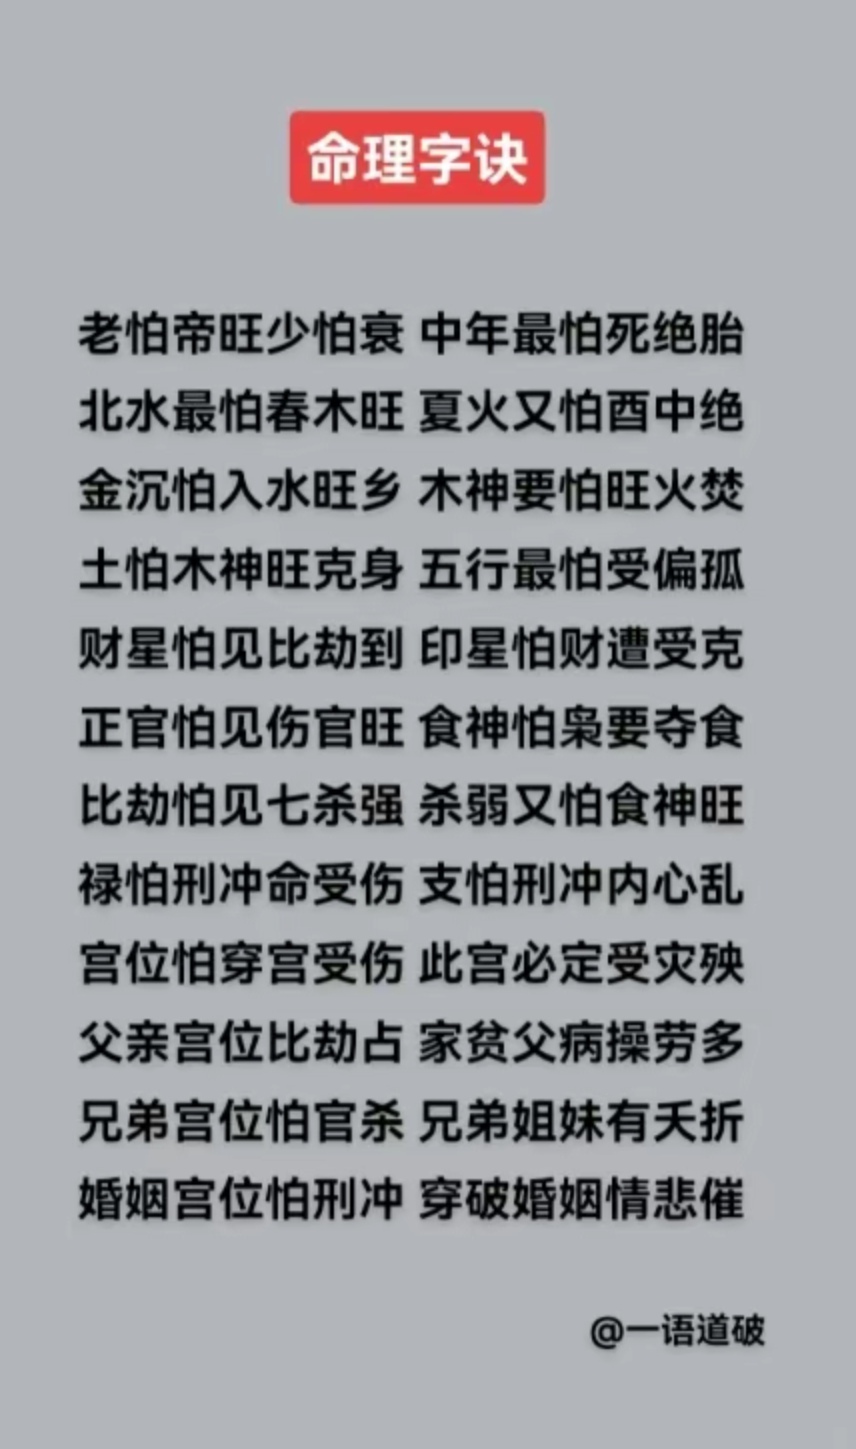 命理字诀
老怕帝旺少怕衰 中年最怕死绝胎
北水最怕春木旺 夏火又怕酉中绝
金沉怕入水旺乡 木神要怕旺火焚
土怕木神旺克身 五行最怕受偏孤
财星怕见比劫到 印星怕财遭受克
正官怕见伤官旺 食神怕枭要夺食
比劫怕见七杀强 杀弱又怕食神旺
禄怕刑冲命受伤 支怕刑冲内心乱
宫位怕穿宫受伤 此宫必定受灾殃
父亲宫位比劫占 家贫父病操劳多
兄弟宫位怕官杀 兄弟姐妹有夭折
婚姻宫位怕刑冲 穿破婚姻情悲催
@一语道破